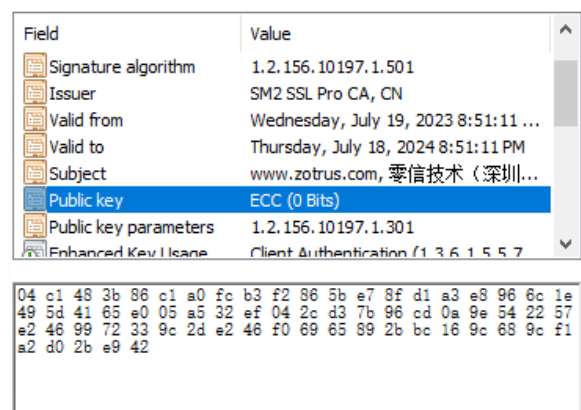 Field Value
Signature algorithm 1.2.156.10197.1.501
Issuer SM2 SSL Pro CA, CN
Valid from Wednesday, July 19, 2023 8:51:11 ...
Valid to Thursday, July 18, 2024 8:51:11 PM
Subject www.zotrus.com, 零信技术（深圳...
Public key ECC (0 Bits)
Public key parameters 1.2.156.10197.1.301
Enhanced Key Usage Client Authentication (1.3.6.1.5.5.7
04 c1 48 3b 86 c1 a0 fc b3 f2 86 5b e7 8f d1 a3 e8 96 6c 1e
49 5d 41 65 e0 05 a5 32 ef 04 2c d3 7b 96 cd 0a 9e 54 22 57
e2 46 99 72 33 9c 2d e2 46 f0 69 65 89 2b bc 16 9c 68 9c f1
a2 d0 2b e9 42